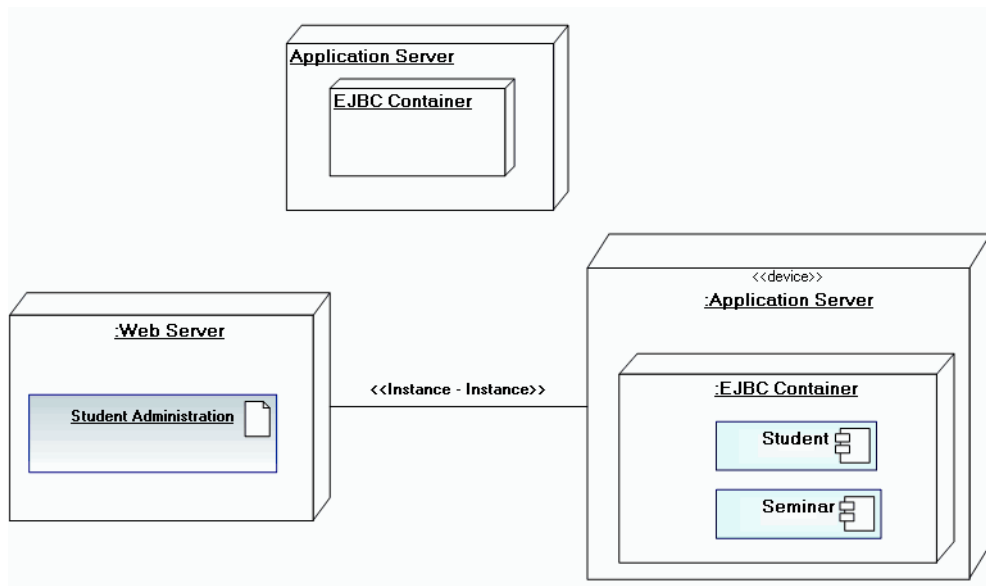 Application Server
EJBC Container
<<device>>
:Application Server
:Web Server
<<Instance - Instance>>
:EJBC Container
Student Administration
Student
Seminar